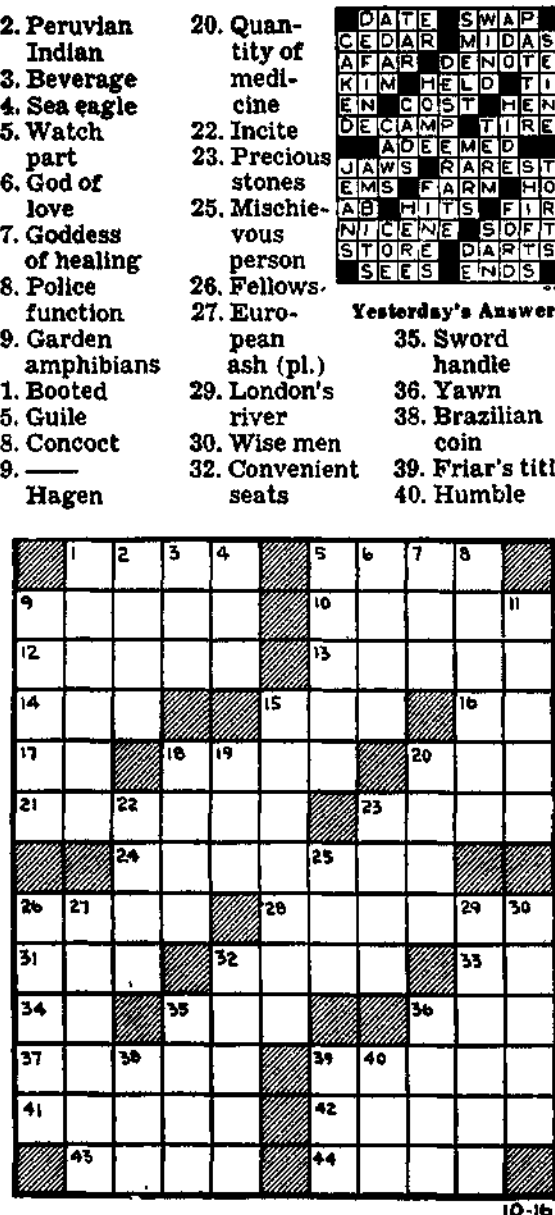 2. Peruvian
Indian
3. Beverage
4. Sea eagle
5. Watch
part
6. God of
love
7. Goddess
of healing
8. Police
function
9. Garden
amphibians
1. Booted
5. Guile
8. Concoct
9. ——
Hagen
20. Quan-
tity of
medi-
cine
22. Incite
23. Precious
stones
25. Mischie-
vous
person
26. Fellows
27. Euro-
pean
ash (pl.)
29. London's
river
30. Wise men
32. Convenient
seats
DATE SWAP
CEDAR MIDAS
AFAR DENOTE
KIM HELD TI
EN COST HEN
DECAMP TIRE
ADEEMED
JAWS RAREST
EMS FARM HO
AB HITS FIR
NICENE SOFT
STORE DARTS
SEES ENDS
Yesterday's Answer
35. Sword
handle
36. Yawn
38. Brazilian
coin
39. Friar's titl
40. Humble
1 2 3 4 5 6 7 8
9 10 11
12 13
14 15 16
17 18 19 20
21 22 23
24 25
26 27 28 29 30
31 32 33
34 35 36
37 38 39 40
41 42
43 44
10-16